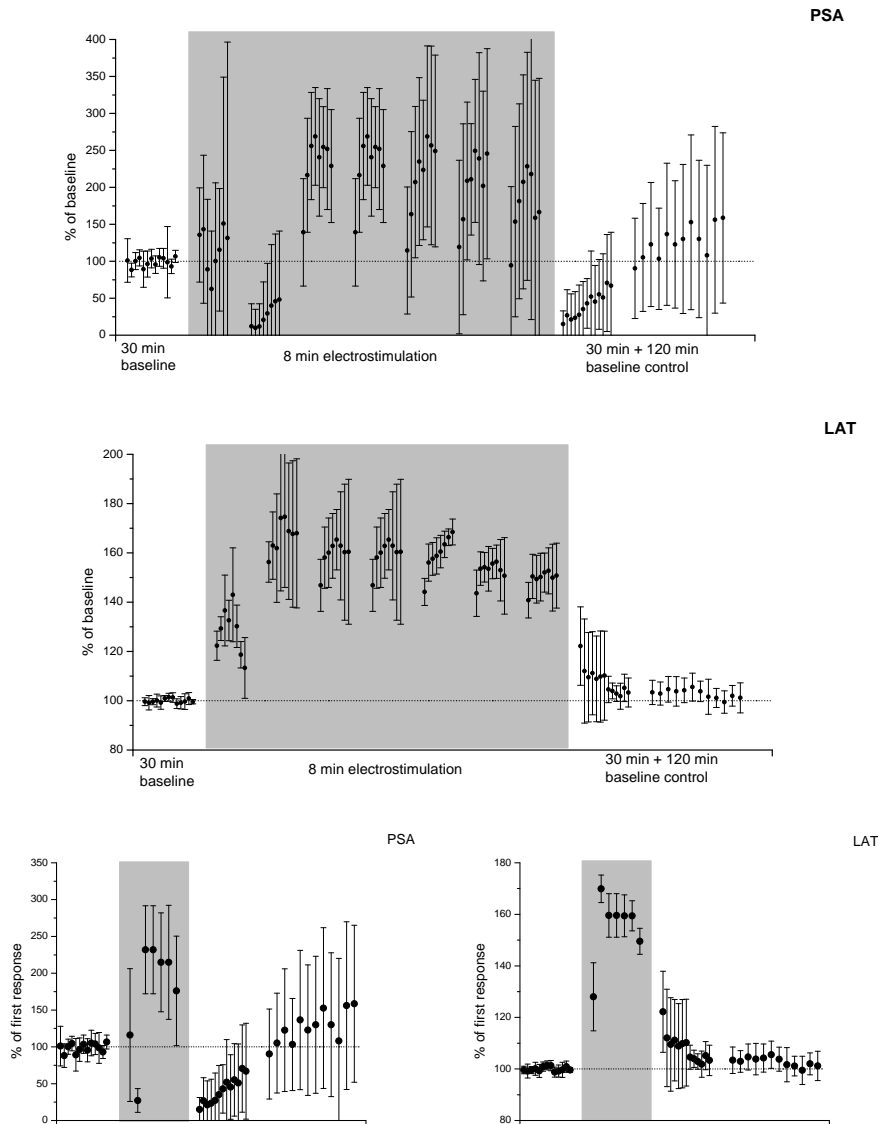 PSA
400
350
300
250
200
150
100
50
0
% of baseline
30 min
baseline
8 min electrostimulation
30 min + 120 min
baseline control
LAT
200
180
160
140
120
100
80
% of baseline
30 min
baseline
8 min electrostimulation
30 min + 120 min
baseline control
PSA
350
300
250
200
150
100
50
0
% of first response
LAT
180
160
140
120
100
80
% of first response